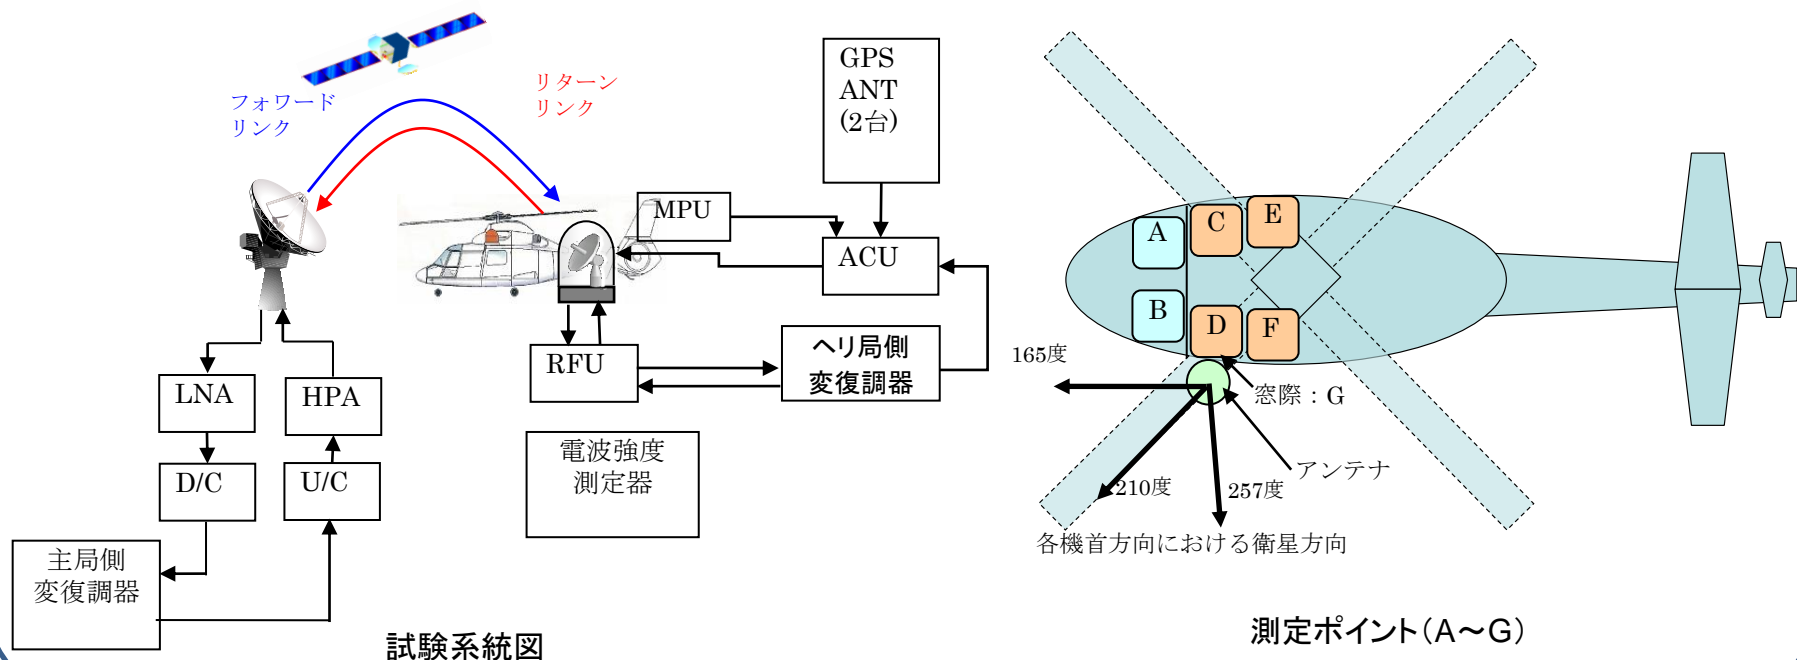 フォワード
リンク
リターン
リンク
GPS
ANT
(2台)
MPU
ACU
RFU
ヘリ局側
変復調器
LNA
HPA
D/C
U/C
電波強度
測定器
主局側
変復調器
試験系統図
A
C
E
B
D
F
165度
窓際：G
アンテナ
210度
257度
各機首方向における衛星方向
測定ポイント（A～G）